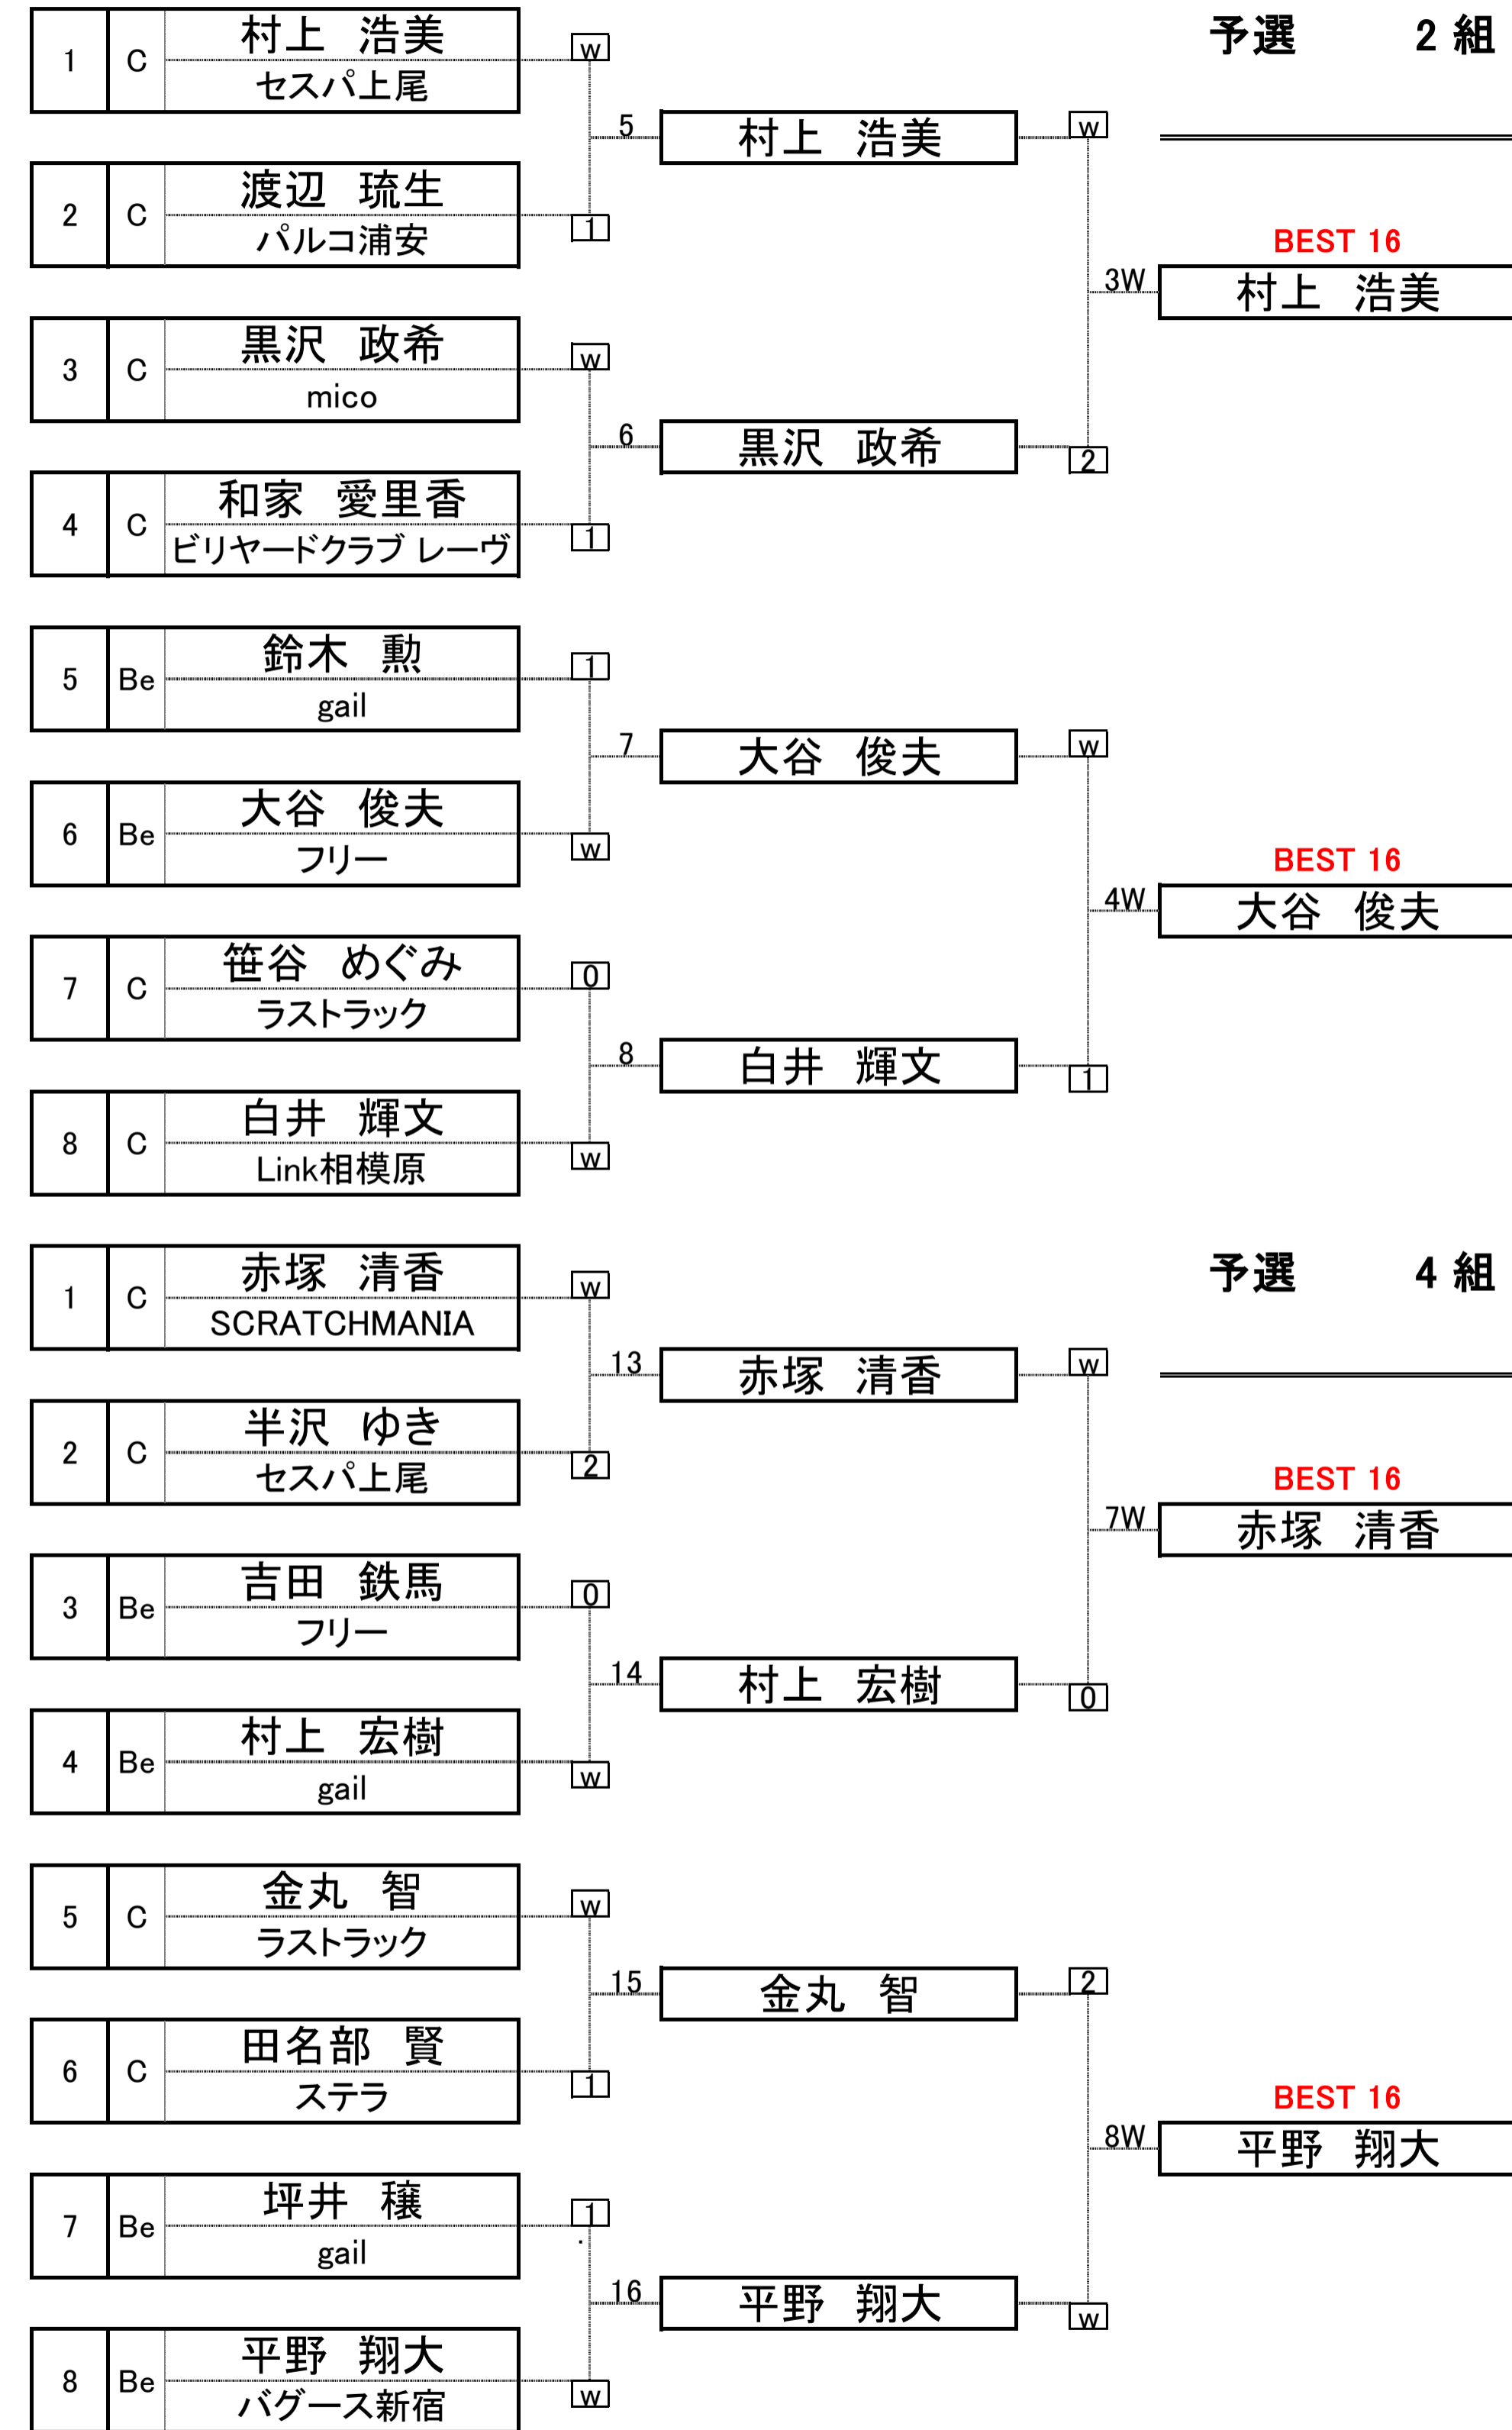 予選 2 組
1 C 村上 浩美 w
セスパ上尾
5 村上 浩美 w
2 C 渡辺 琉生
パルコ浦安 1
BEST 16
3W 村上 浩美
3 C 黒沢 政希 w
mico
6 黒沢 政希 2
4 C 和家 愛里香
ビリヤードクラブ レーヴ 1
5 Be 鈴木 勲 1
gail
7 大谷 俊夫 w
6 Be 大谷 俊夫
フリー w
BEST 16
4W 大谷 俊夫
7 C 笹谷 めぐみ 0
ラストラック
8 白井 輝文 1
8 C 白井 輝文
Link相模原 w
予選 4 組
1 C 赤塚 清香 w
SCRATCHMANIA
13 赤塚 清香 w
2 C 半沢 ゆき
セスパ上尾 2
BEST 16
7W 赤塚 清香
3 Be 吉田 鉄馬 0
フリー
14 村上 宏樹 0
4 Be 村上 宏樹
gail w
5 C 金丸 智 w
ラストラック
15 金丸 智 2
6 C 田名部 賢
ステラ 1
BEST 16
8W 平野 翔大
7 Be 坪井 穣 1
gail
16 平野 翔大 w
8 Be 平野 翔大
バグース新宿 w